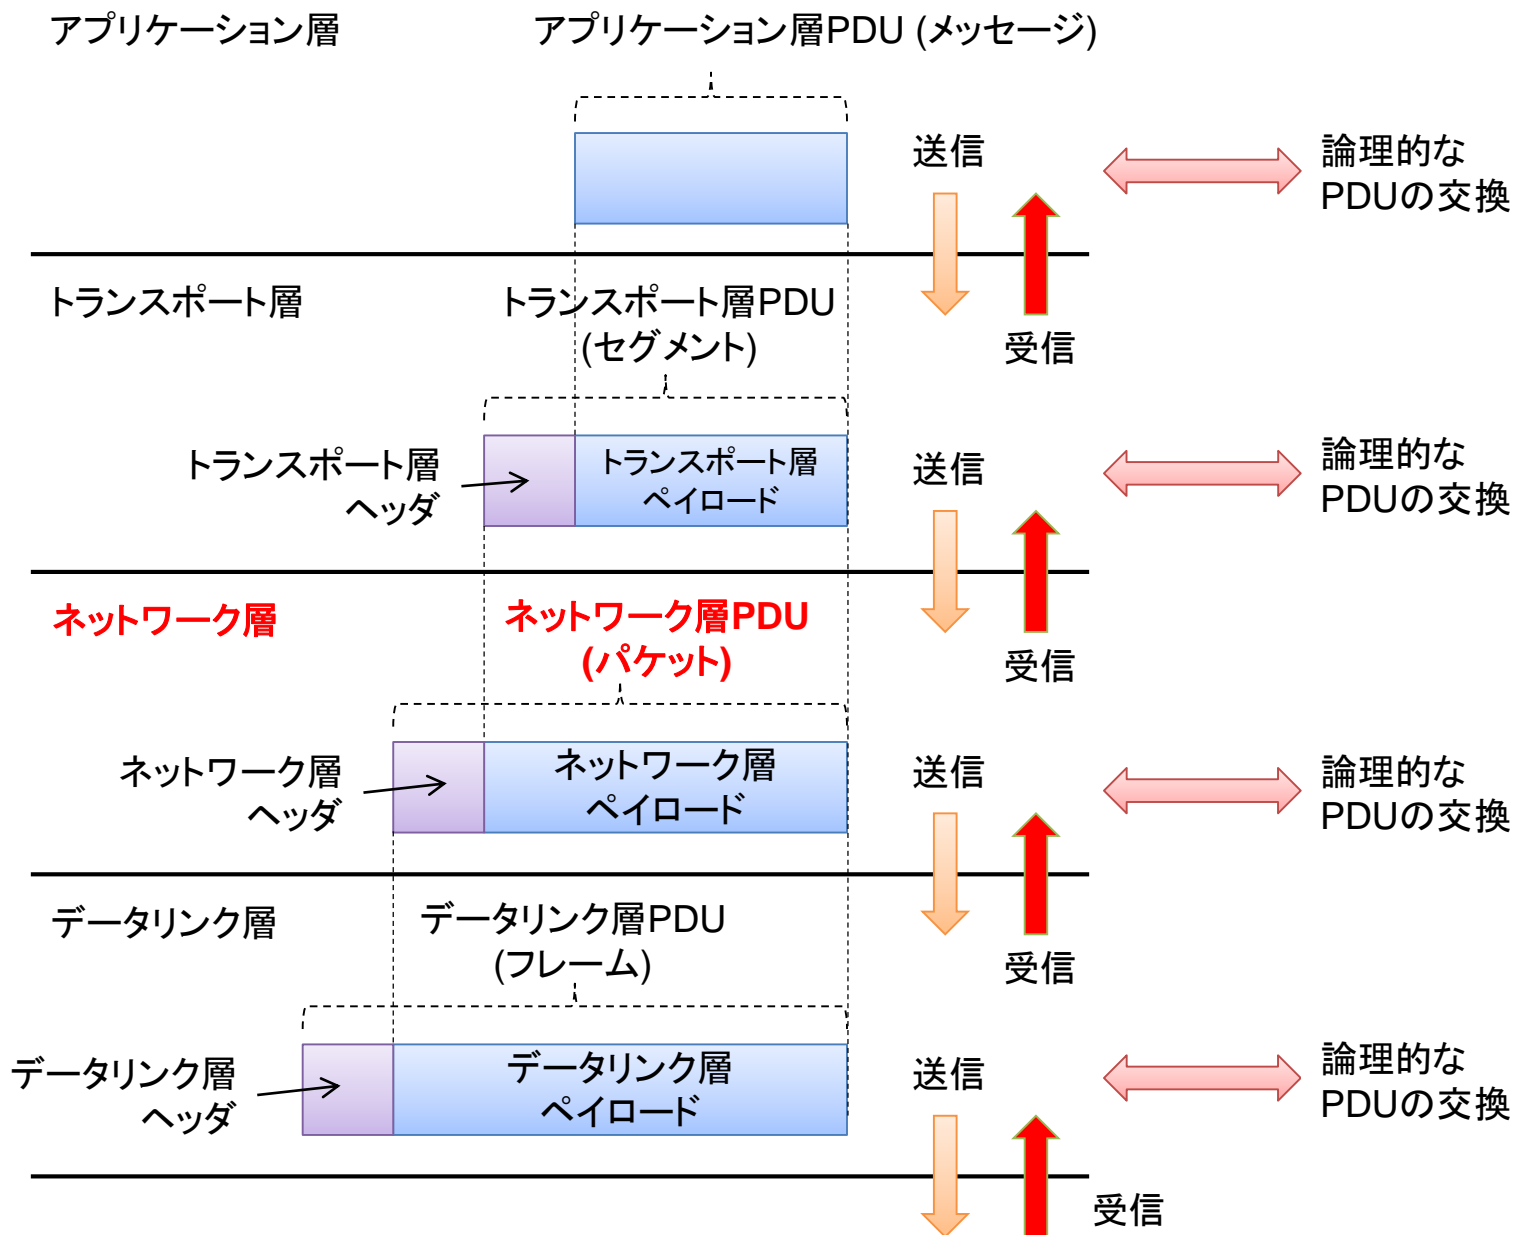 アプリケーション層
アプリケーション層PDU (メッセージ)
送信
論理的な
PDUの交換
トランスポート層
トランスポート層PDU
(セグメント)
受信
トランスポート層
ヘッダ
トランスポート層
ペイロード
送信
論理的な
PDUの交換
ネットワーク層
ネットワーク層PDU
(パケット)
受信
ネットワーク層
ヘッダ
ネットワーク層
ペイロード
送信
論理的な
PDUの交換
データリンク層
データリンク層PDU
(フレーム)
受信
データリンク層
ヘッダ
データリンク層
ペイロード
送信
論理的な
PDUの交換
受信